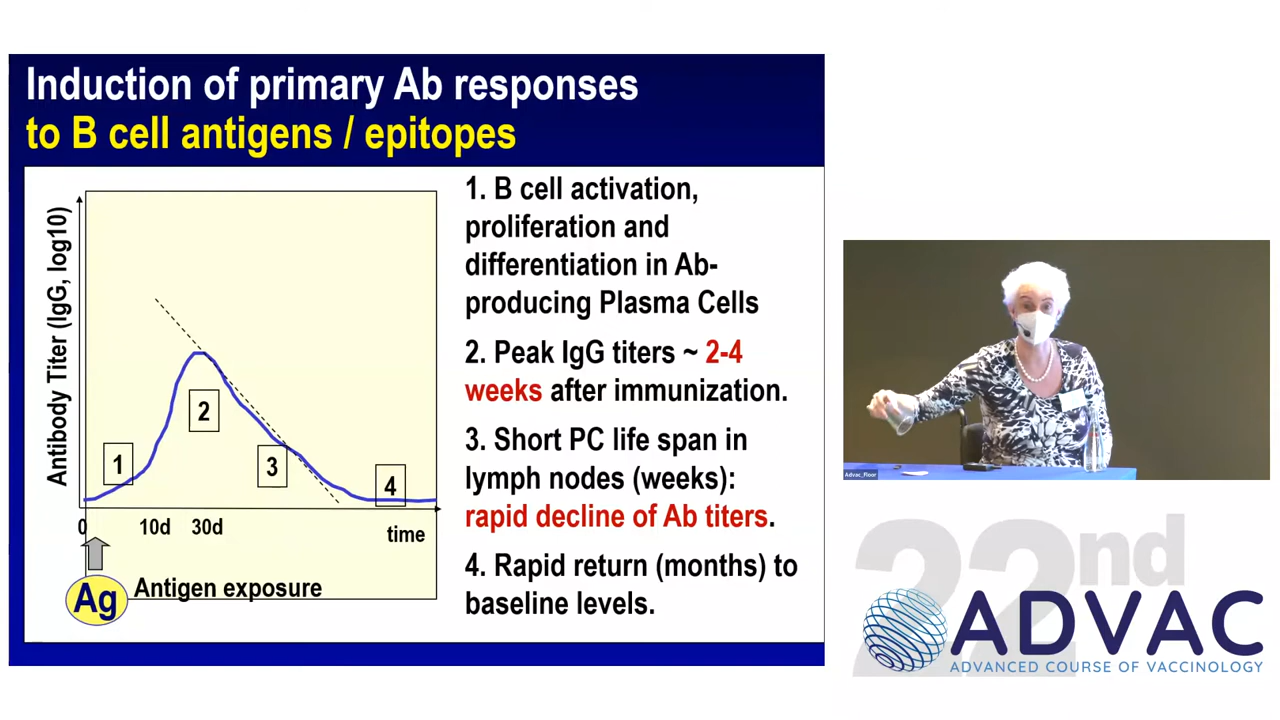 Induction of primary Ab responses
to B cell antigens / epitopes
Antibody Titer (IgG, log10)
1
2
3
4
0
10d
30d
time
Ag
Antigen exposure
1. B cell activation,
proliferation and
differentiation in Ab-
producing Plasma Cells
2. Peak IgG titers ~ 2-4
weeks after immunization.
3. Short PC life span in
lymph nodes (weeks):
rapid decline of Ab titers.
4. Rapid return (months) to
baseline levels.
Advac_floor
22nd
ADVAC
ADVANCED COURSE OF VACCINOLOGY